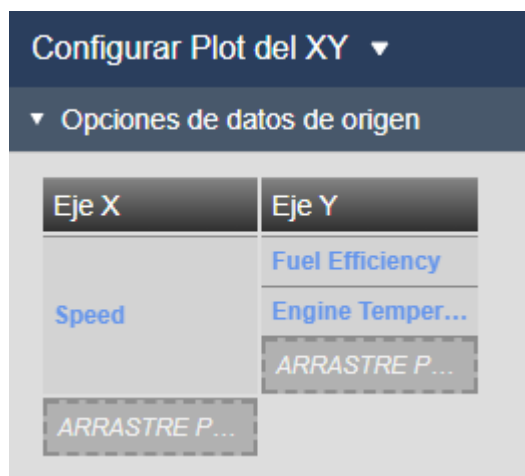 Configurar Plot del XY
Opciones de datos de origen
Eje X
Eje Y
Fuel Efficiency
Speed
Engine Temper...
ARRASTRE P...
ARRASTRE P...